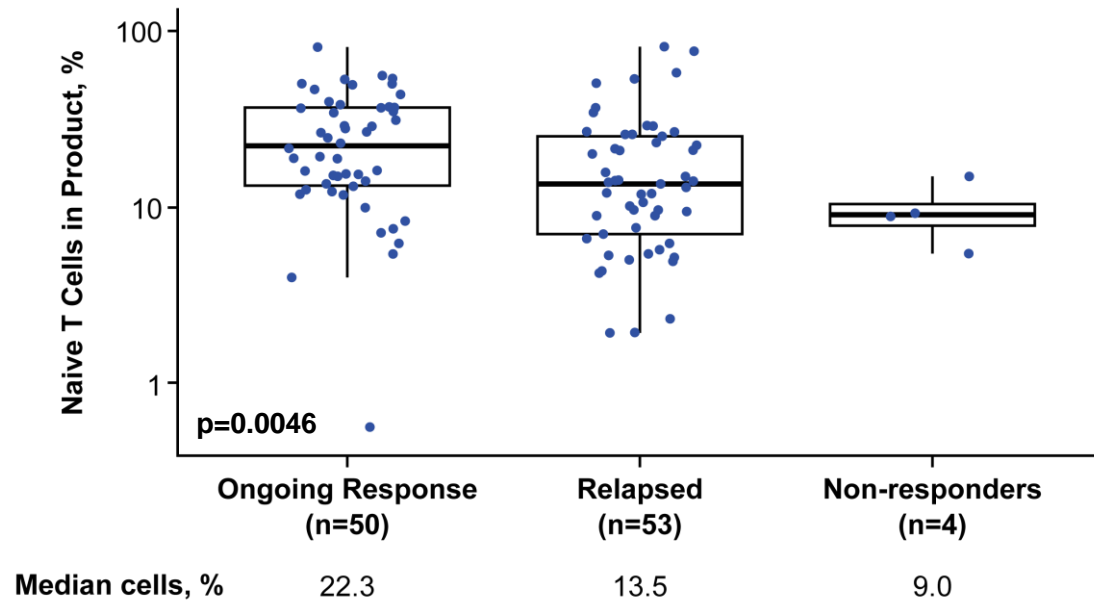 Naive T Cells in Product, %
100
10
1
p=0.0046
Ongoing Response
(n=50)
Relapsed
(n=53)
Non-responders
(n=4)
Median cells, % 22.3 13.5 9.0